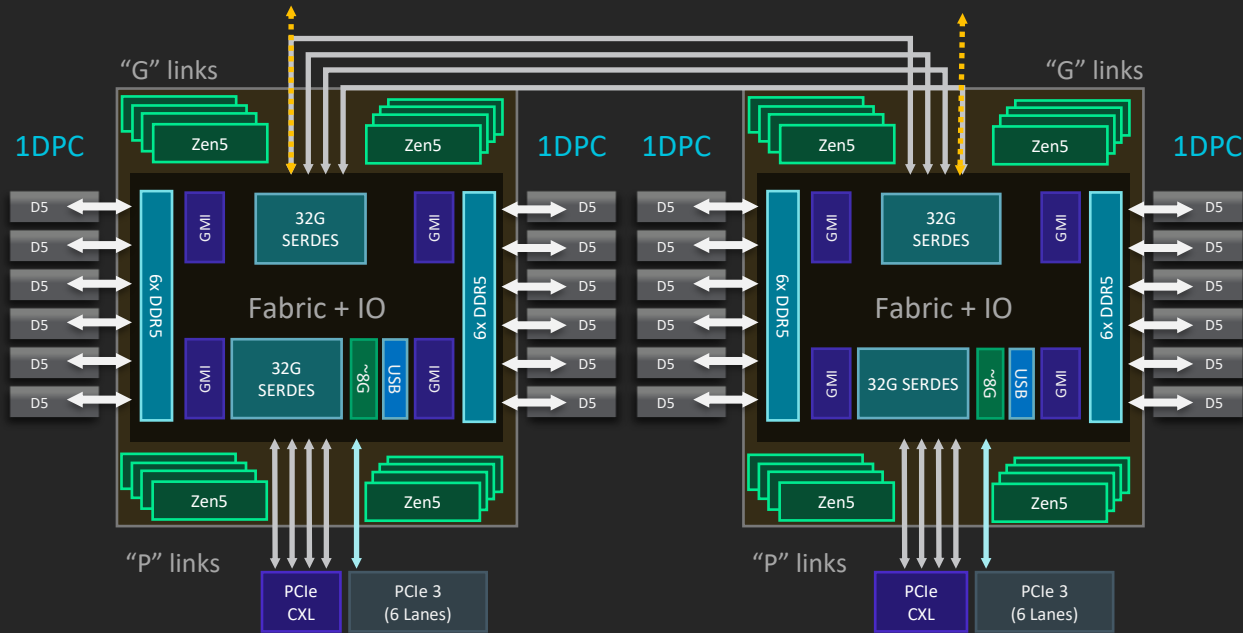 “G” links
“G” links
Zen5
Zen5
Zen5
Zen5
1DPC
1DPC
1DPC
1DPC
D5
D5
D5
D5
D5
D5
6x DDR5
GMI
32G
SERDES
GMI
6x DDR5
Fabric + IO
GMI
32G
SERDES
~8G
USB
GMI
D5
D5
D5
D5
D5
D5
D5
D5
D5
D5
D5
D5
6x DDR5
GMI
32G
SERDES
GMI
6x DDR5
Fabric + IO
GMI
32G SERDES
~8G
USB
GMI
D5
D5
D5
D5
D5
D5
Zen5
Zen5
Zen5
Zen5
“P” links
“P” links
PCIe
CXL
PCIe 3
(6 Lanes)
PCIe
CXL
PCIe 3
(6 Lanes)